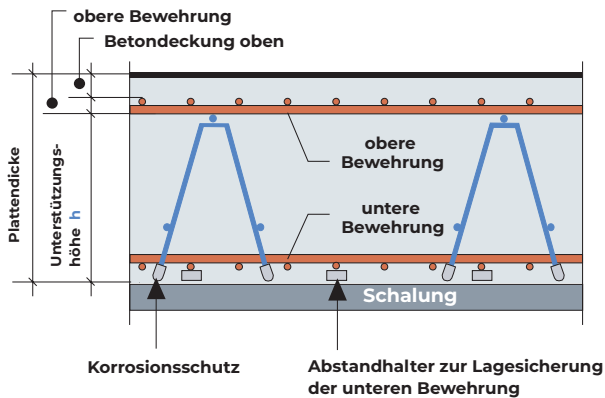 obere Bewehrung
Betondeckung oben
Plattendicke
Unterstützungs-
höhe h
obere
Bewehrung
untere
Bewehrung
Schalung
Korrosionsschutz
Abstandhalter zur Lagesicherung
der unteren Bewehrung